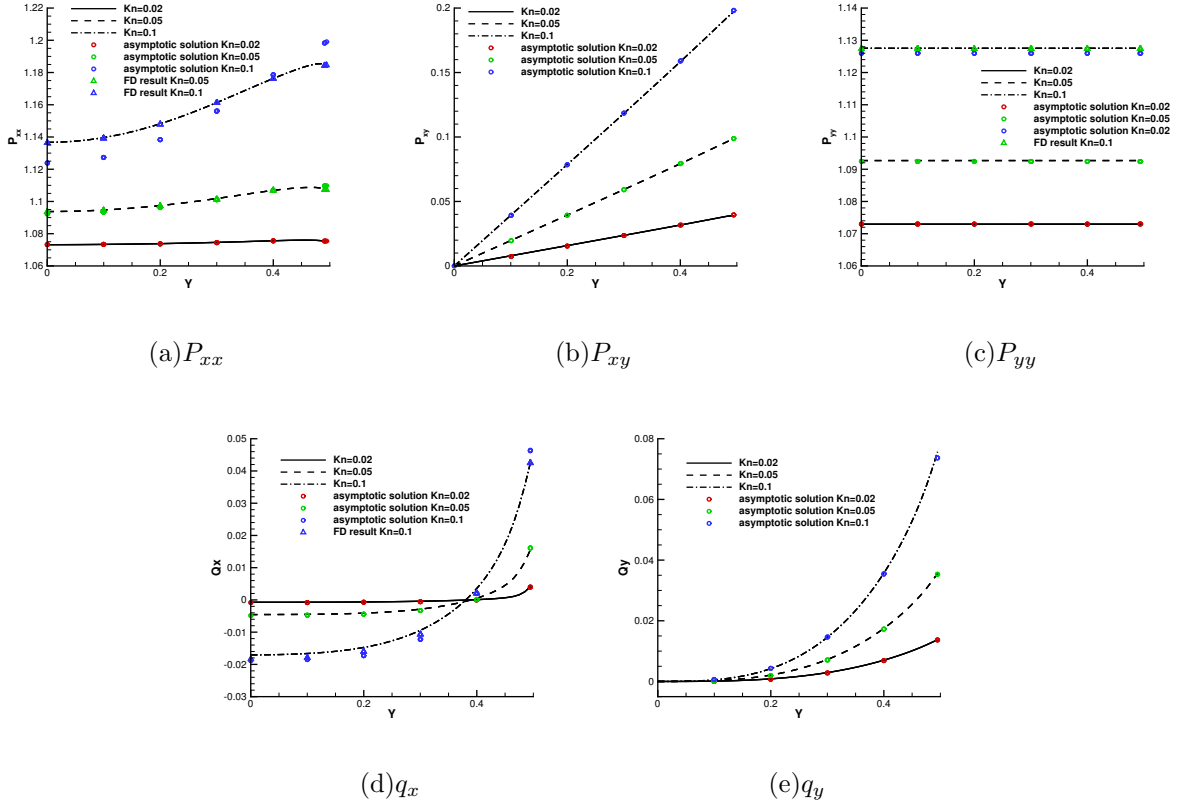 Kn=0.02
Kn=0.05
Kn=0.1
asymptotic solution Kn=0.02
asymptotic solution Kn=0.05
asymptotic solution Kn=0.1
FD result Kn=0.05
FD result Kn=0.1
1.22
1.2
1.18
1.16
1.14
1.12
1.1
1.08
1.06
P_xx
0
0.2
0.4
Y
(a)P_xx
Kn=0.02
Kn=0.05
Kn=0.1
asymptotic solution Kn=0.02
asymptotic solution Kn=0.05
asymptotic solution Kn=0.1
0.2
0.15
0.1
0.05
0
P_xy
0
0.2
0.4
Y
(b)P_xy
1.14
1.13
1.12
1.11
1.1
1.09
1.08
1.07
1.06
P_yy
Kn=0.02
Kn=0.05
Kn=0.1
asymptotic solution Kn=0.02
asymptotic solution Kn=0.05
asymptotic solution Kn=0.02
FD result Kn=0.1
0
0.2
0.4
Y
(c)P_yy
0.05
0.04
0.03
0.02
0.01
0
-0.01
-0.02
-0.03
Qx
Kn=0.02
Kn=0.05
Kn=0.1
asymptotic solution Kn=0.02
asymptotic solution Kn=0.05
asymptotic solution Kn=0.1
FD result Kn=0.1
0
0.2
0.4
Y
(d)q_x
0.08
0.06
0.04
0.02
0
Qy
Kn=0.02
Kn=0.05
Kn=0.1
asymptotic solution Kn=0.02
asymptotic solution Kn=0.05
asymptotic solution Kn=0.1
0
0.2
0.4
Y
(e)q_y